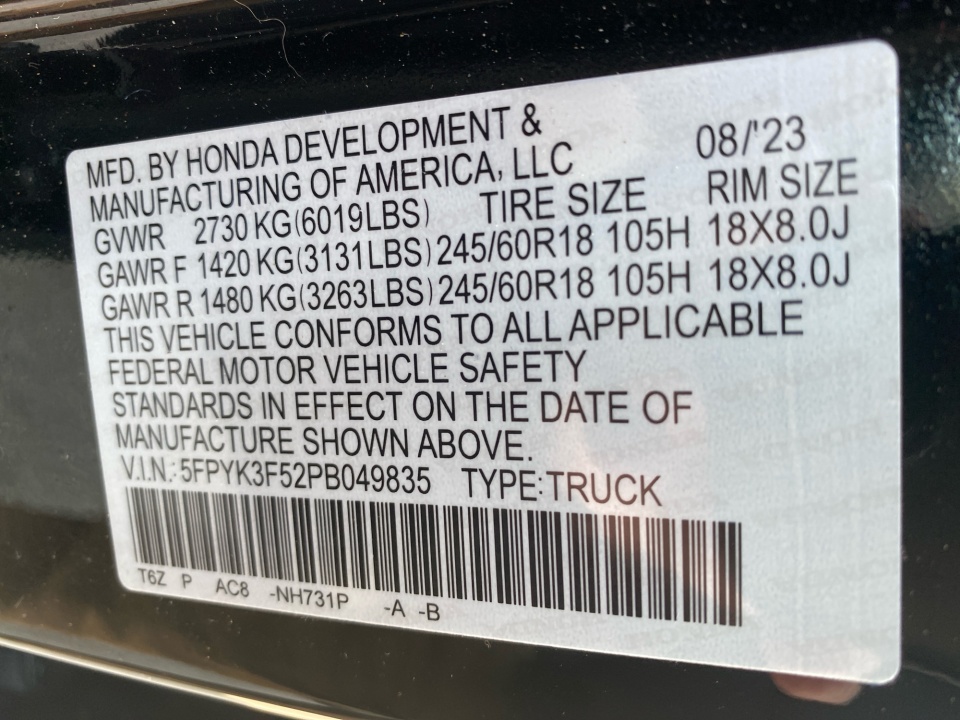 MFD. BY HONDA DEVELOPMENT &
MANUFACTURING OF AMERICA, LLC 08/'23
GVWR 2730 KG(6019LBS) TIRE SIZE RIM SIZE
GAWR F 1420 KG(3131LBS) 245/60R18 105H 18X8.0J
GAWR R 1480 KG(3263LBS) 245/60R18 105H 18X8.0J
THIS VEHICLE CONFORMS TO ALL APPLICABLE
FEDERAL MOTOR VEHICLE SAFETY
STANDARDS IN EFFECT ON THE DATE OF
MANUFACTURE SHOWN ABOVE.
V.I.N.: 5FPYK3F52PB049835 TYPE: TRUCK
T6Z P AC8 -NH731P -A -B